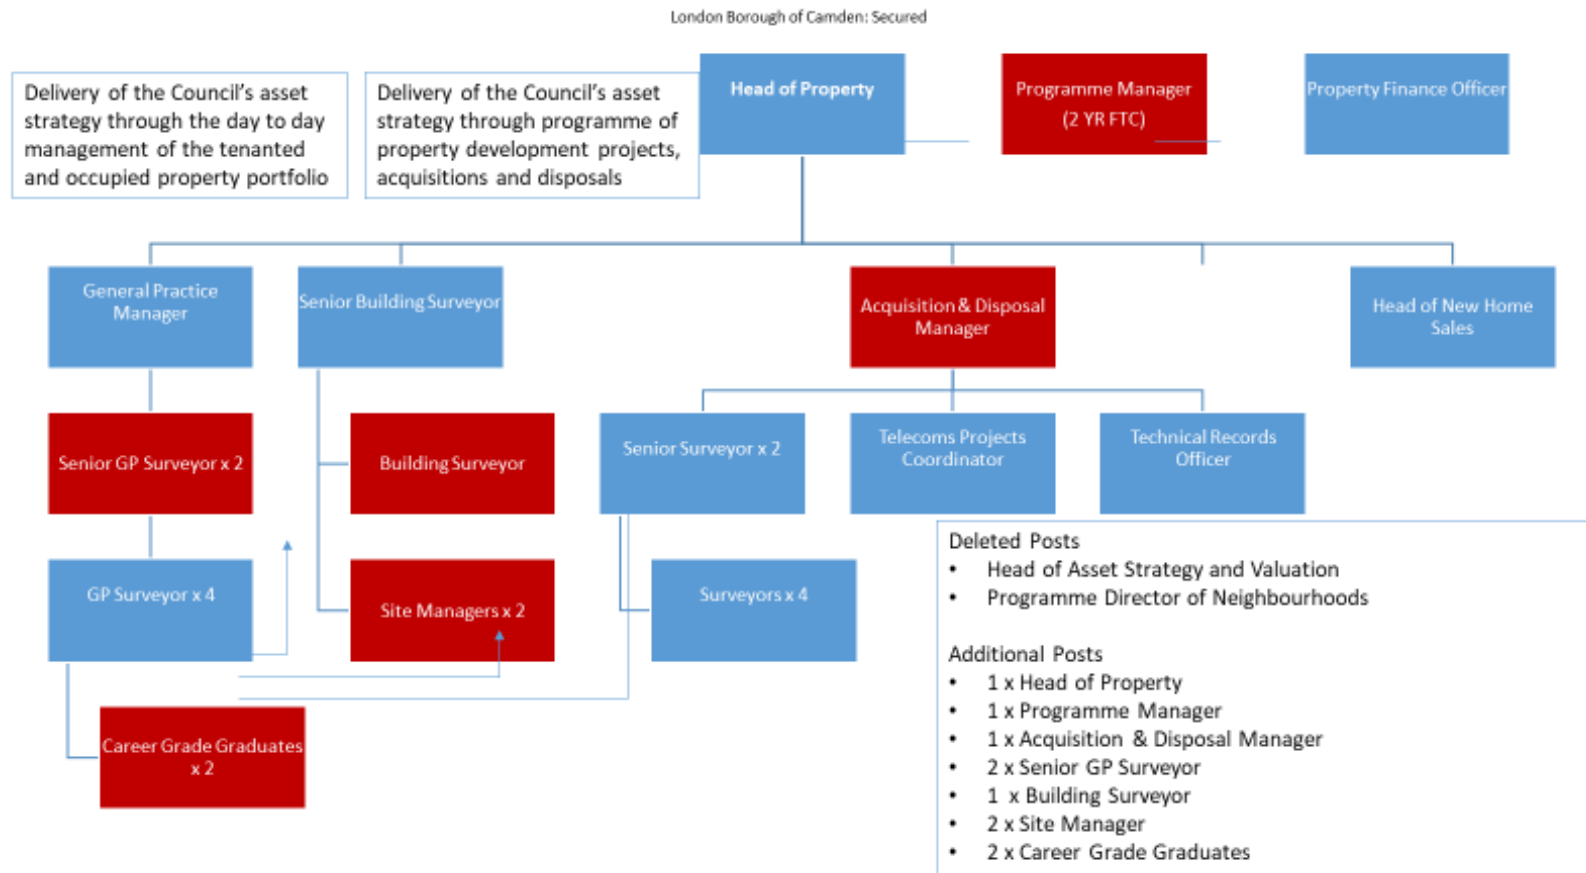 London Borough of Camden: Secured
Delivery of the Council's asset
strategy through the day to day
management of the tenanted
and occupied property portfolio
Delivery of the Council's asset
strategy through programme of
property development projects,
acquisitions and disposals
Head of Property
Programme Manager
(2 YR FTC)
Property Finance Officer
General Practice
Manager
Senior Building Surveyor
Acquisition & Disposal
Manager
Head of New Home
Sales
Senior GP Surveyor x 2
Building Surveyor
Senior Surveyor x 2
Telecoms Projects
Coordinator
Technical Records
Officer
GP Surveyor x 4
Site Managers x 2
Surveyors x 4
Career Grade Graduates
x 2
Deleted Posts
• Head of Asset Strategy and Valuation
• Programme Director of Neighbourhoods
Additional Posts
• 1 x Head of Property
• 1 x Programme Manager
• 1 x Acquisition & Disposal Manager
• 2 x Senior GP Surveyor
• 1 x Building Surveyor
• 2 x Site Manager
• 2 x Career Grade Graduates